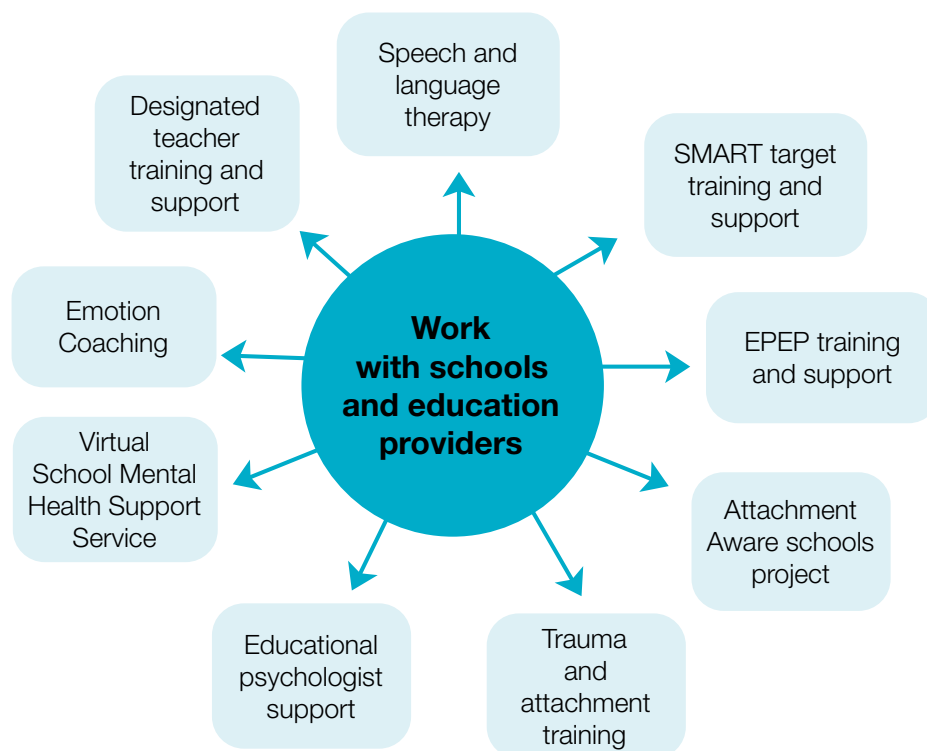 Speech and
language
therapy
SMART target
training and
support
EPEP training
and support
Attachment
Aware schools
project
Trauma
and
attachment
training
Educational
psychologist
support
Virtual
School Mental
Health Support
Service
Emotion
Coaching
Designated
teacher
training and
support
Work
with schools
and education
providers